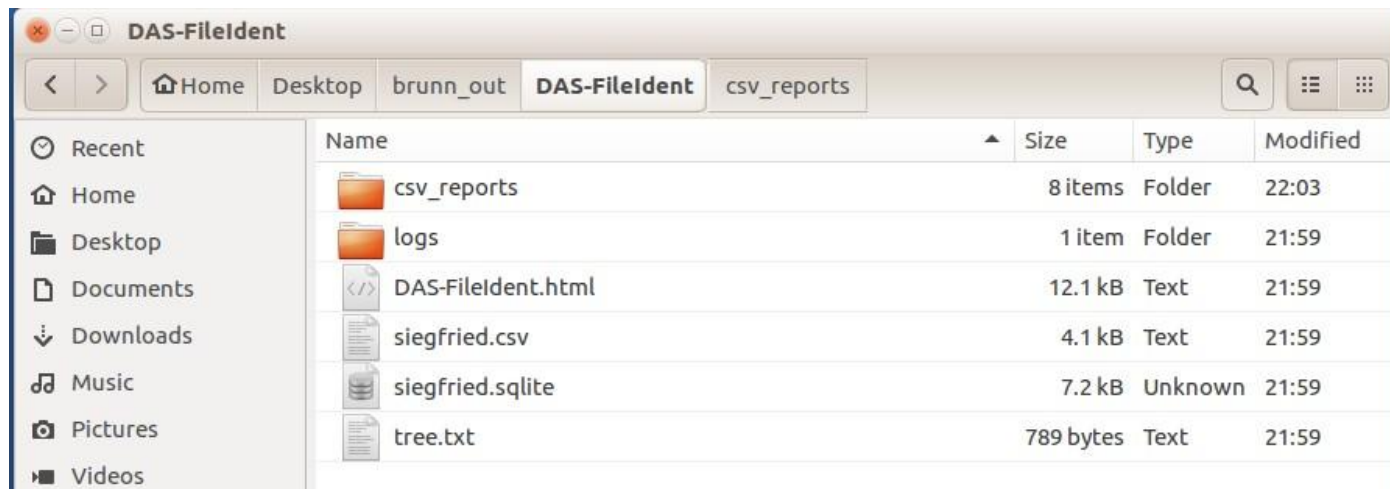 DAS-FileIdent
Home Desktop brunn_out DAS-FileIdent csv_reports
Recent
Home
Desktop
Documents
Downloads
Music
Pictures
Videos
Name Size Type Modified
csv_reports 8 items Folder 22:03
logs 1 item Folder 21:59
DAS-FileIdent.html 12.1 kB Text 21:59
siegfried.csv 4.1 kB Text 21:59
siegfried.sqlite 7.2 kB Unknown 21:59
tree.txt 789 bytes Text 21:59